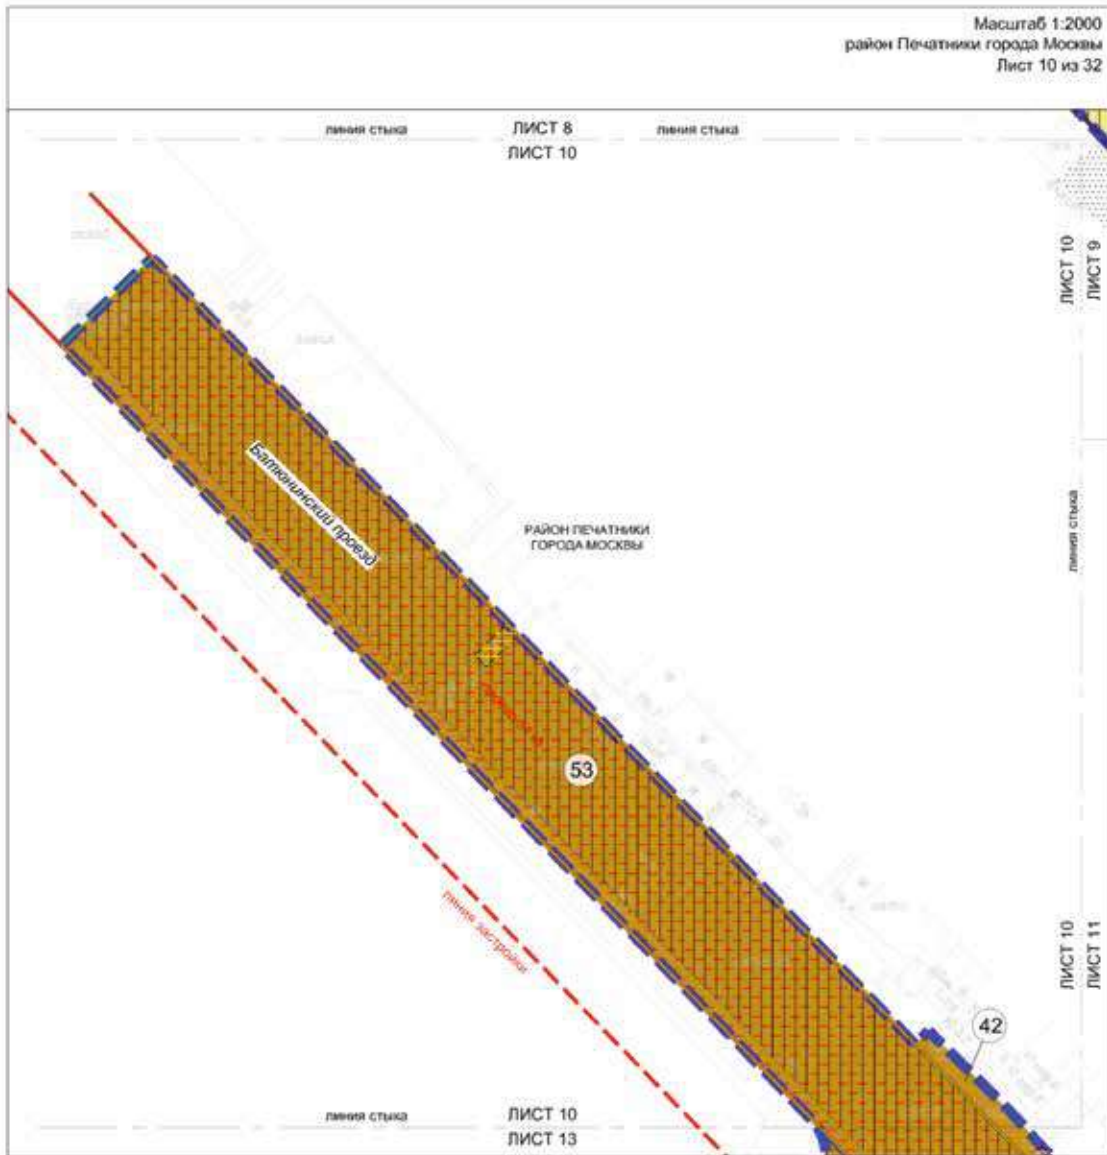 Масштаб 1:2000
район Печатники города Москвы
Лист 10 из 32
линия стыка
ЛИСТ 8
линия стыка
ЛИСТ 10
ЛИСТ 10
ЛИСТ 9
Батюнинский проезд
РАЙОН ПЕЧАТНИКИ
ГОРОДА МОСКВЫ
линия стыка
53
линия застройки
ЛИСТ 10
ЛИСТ 11
42
линия стыка
ЛИСТ 10
ЛИСТ 13